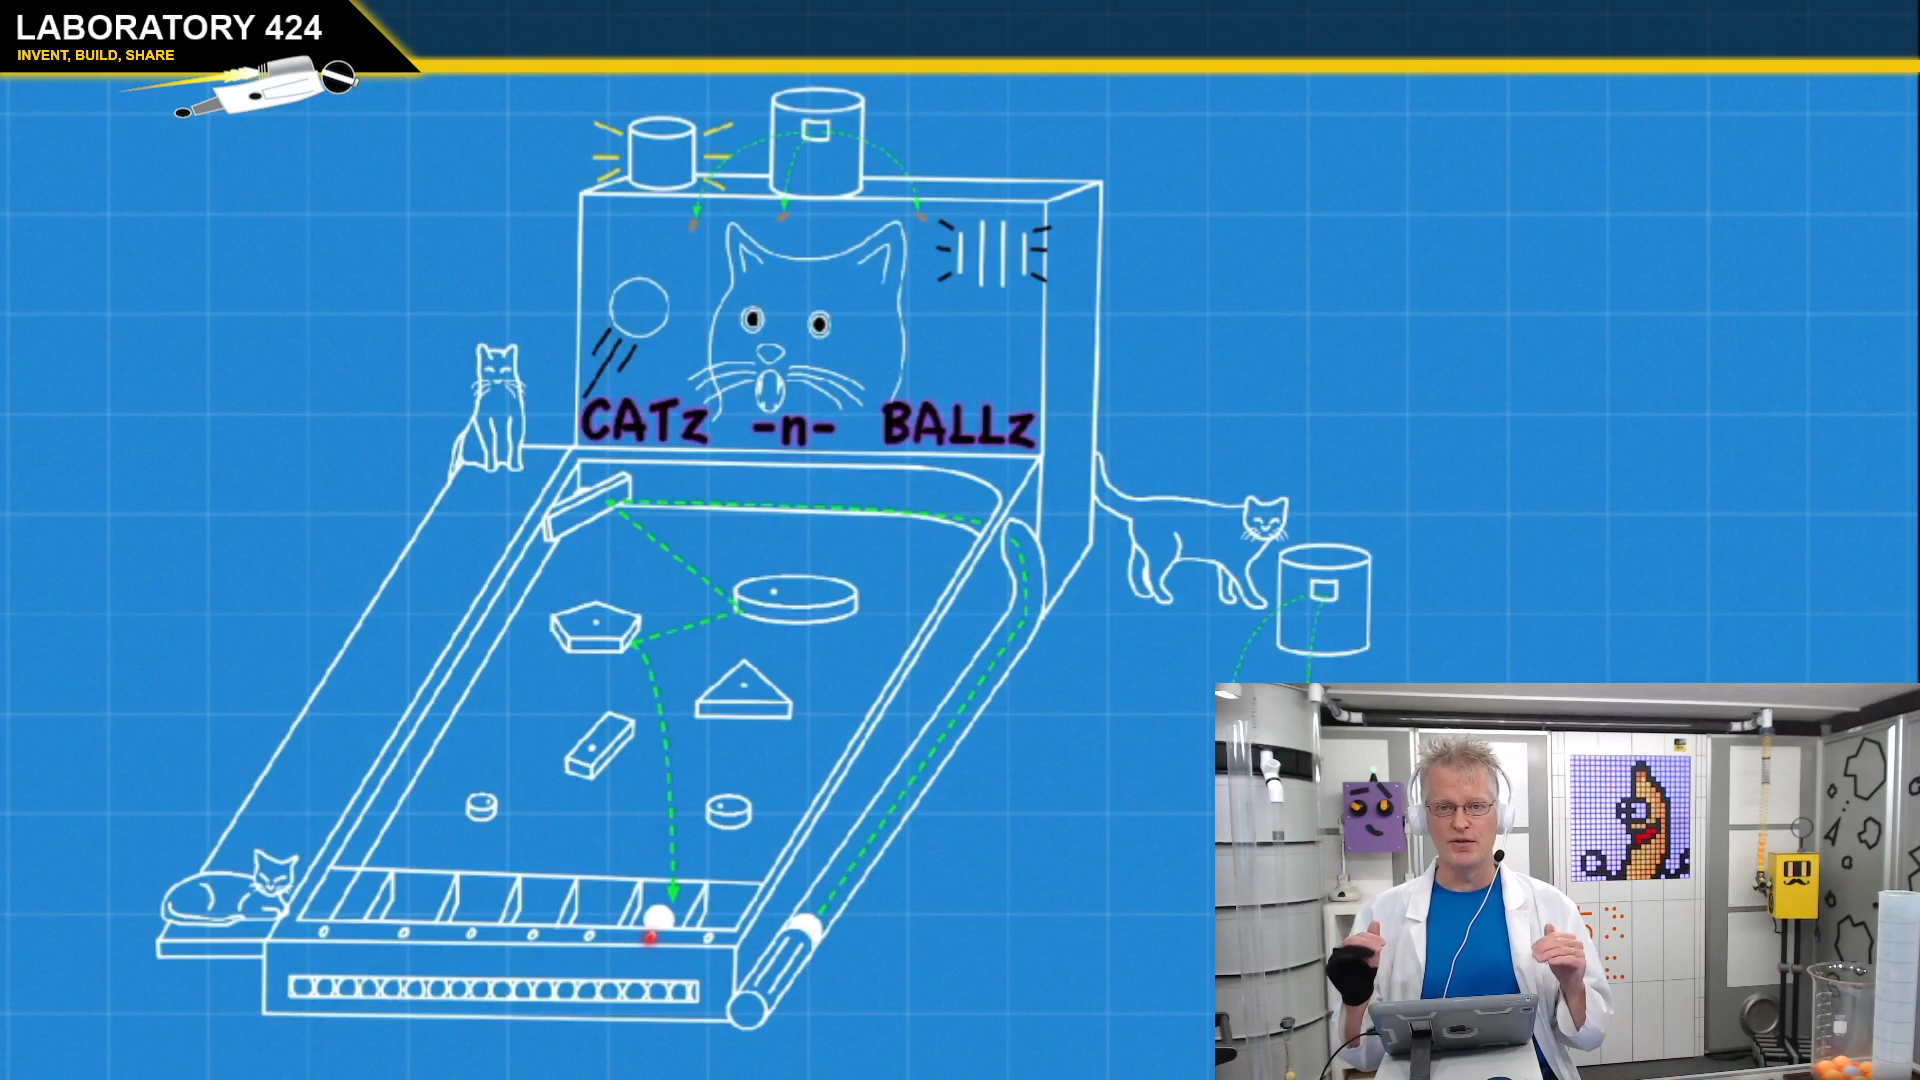 LABORATORY 424
INVENT, BUILD, SHARE
CATz -n- BALLz